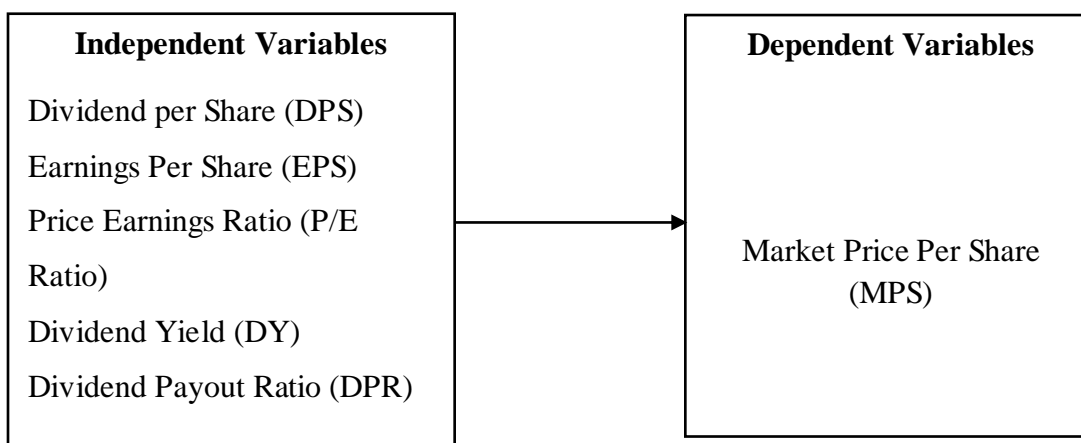 Independent Variables
Dividend per Share (DPS)
Earnings Per Share (EPS)
Price Earnings Ratio (P/E
Ratio)
Dividend Yield (DY)
Dividend Payout Ratio (DPR)
Dependent Variables
Market Price Per Share
(MPS)